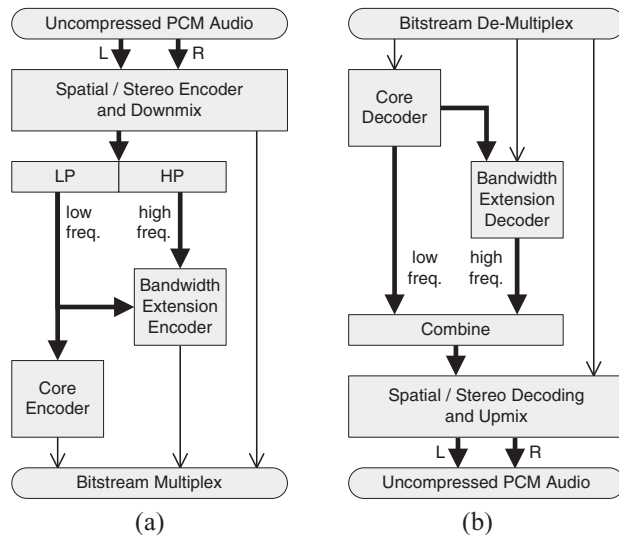 Uncompressed PCM Audio
L R
Spatial / Stereo Encoder
and Downmix
LP HP
low
freq.
high
freq.
Bandwidth
Extension
Encoder
Core
Encoder
Bitstream Multiplex
(a)
Bitstream De-Multiplex
Core
Decoder
Bandwidth
Extension
Decoder
low
freq.
high
freq.
Combine
Spatial / Stereo Decoding
and Upmix
L R
Uncompressed PCM Audio
(b)